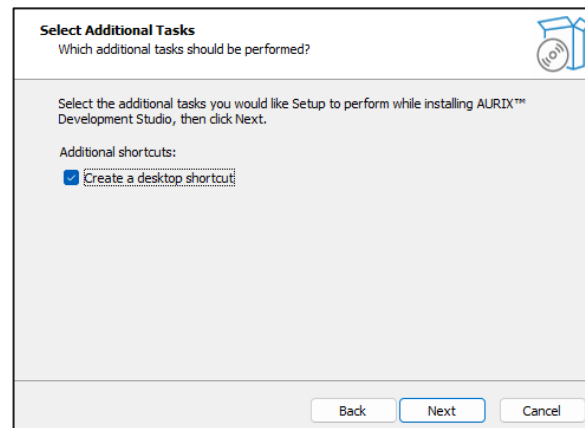 Select Additional Tasks
Which additional tasks should be performed?
Select the additional tasks you would like Setup to perform while installing AURIX™
Development Studio, then click Next.
Additional shortcuts:
Create a desktop shortcut
Back Next Cancel